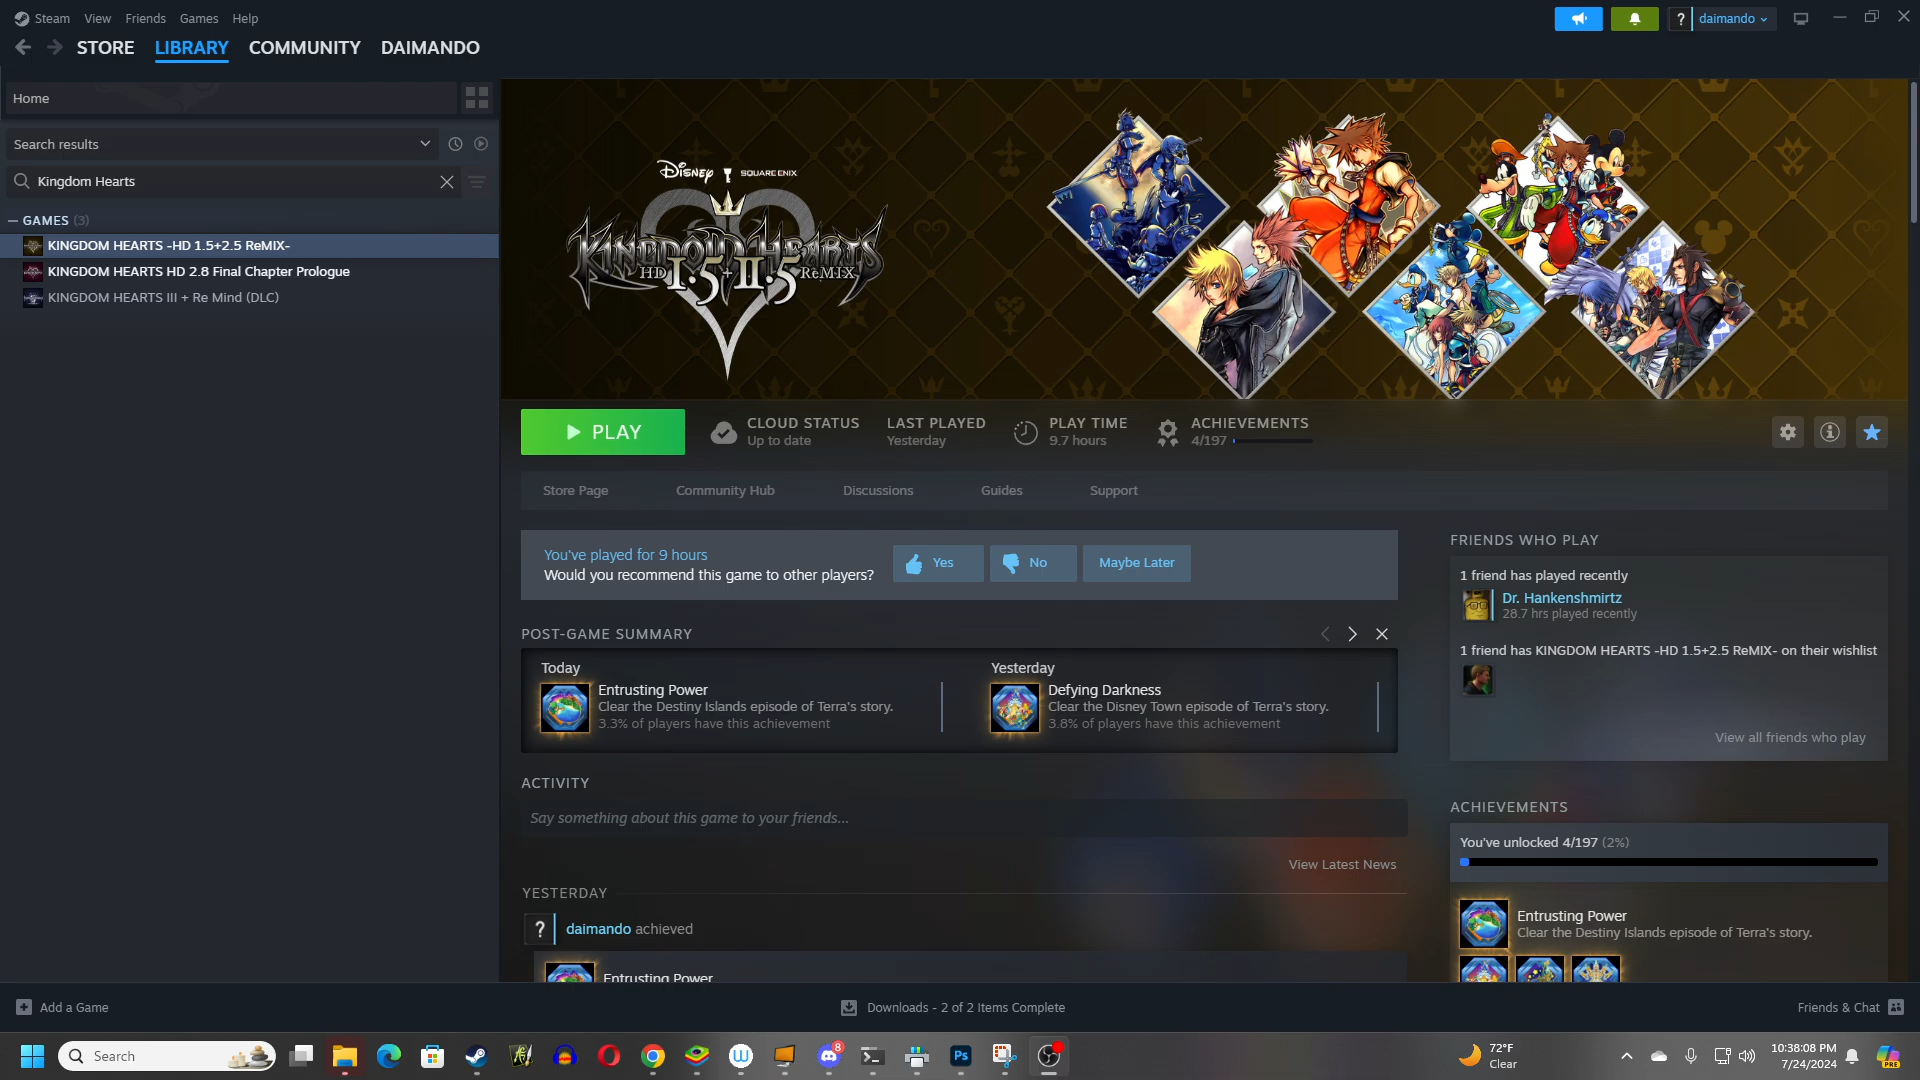 Steam View Friends Games Help
? daimando
STORE LIBRARY COMMUNITY DAIMANDO
Home
Search results
Kingdom Hearts
GAMES (3)
KINGDOM HEARTS -HD 1.5+2.5 ReMIX-
KINGDOM HEARTS HD 2.8 Final Chapter Prologue
KINGDOM HEARTS III + Re Mind (DLC)
Disney SQUARE ENIX
KINGDOM HEARTS
HD I.5+II.5 ReMIX
PLAY
CLOUD STATUS
Up to date
LAST PLAYED
Yesterday
PLAY TIME
9.7 hours
ACHIEVEMENTS
4/197
Store Page Community Hub Discussions Guides Support
You've played for 9 hours
Would you recommend this game to other players?
Yes No Maybe Later
POST-GAME SUMMARY
Today
Entrusting Power
Clear the Destiny Islands episode of Terra's story.
3.3% of players have this achievement
Yesterday
Defying Darkness
Clear the Disney Town episode of Terra's story.
3.8% of players have this achievement
ACTIVITY
Say something about this game to your friends...
View Latest News
YESTERDAY
? daimando achieved
Entrusting Power
FRIENDS WHO PLAY
1 friend has played recently
Dr. Hankenshmirtz
28.7 hrs played recently
1 friend has KINGDOM HEARTS -HD 1.5+2.5 ReMIX- on their wishlist
View all friends who play
ACHIEVEMENTS
You've unlocked 4/197 (2%)
Entrusting Power
Clear the Destiny Islands episode of Terra's story.
Add a Game
Downloads - 2 of 2 Items Complete
Friends & Chat
Search
8
Ps
72°F
Clear
10:38:08 PM
7/24/2024
PRE